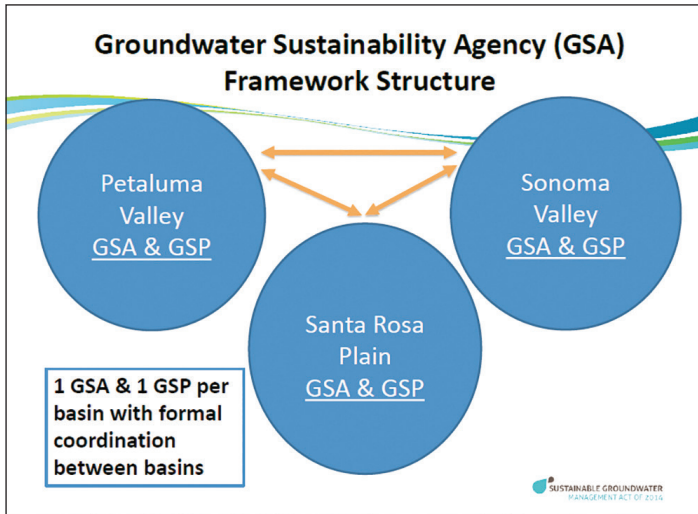 Groundwater Sustainability Agency (GSA)
Framework Structure
Petaluma
Valley
GSA & GSP
Sonoma
Valley
GSA & GSP
Santa Rosa
Plain
GSA & GSP
1 GSA & 1 GSP per
basin with formal
coordination
between basins
SUSTAINABLE GROUNDWATER
MANAGEMENT ACT OF 2014